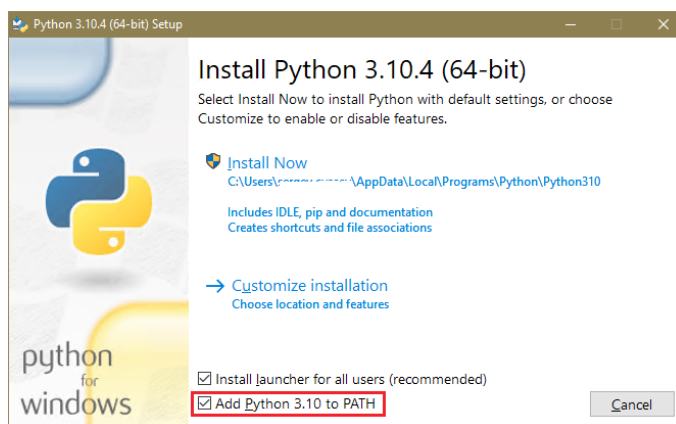 Python 3.10.4 (64-bit) Setup
Install Python 3.10.4 (64-bit)
Select Install Now to install Python with default settings, or choose
Customize to enable or disable features.
Install Now
C:\Users\ \AppData\Local\Programs\Python\Python310
Includes IDLE, pip and documentation
Creates shortcuts and file associations
Customize installation
Choose location and features
python
for
windows
Install launcher for all users (recommended)
Add Python 3.10 to PATH
Cancel